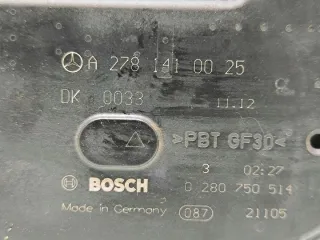 A 278 141 00 25
DK 0033 11.12
>PBT GF30<
3 02:27
BOSCH 0 280 750 514
Made in Germany 087 21105